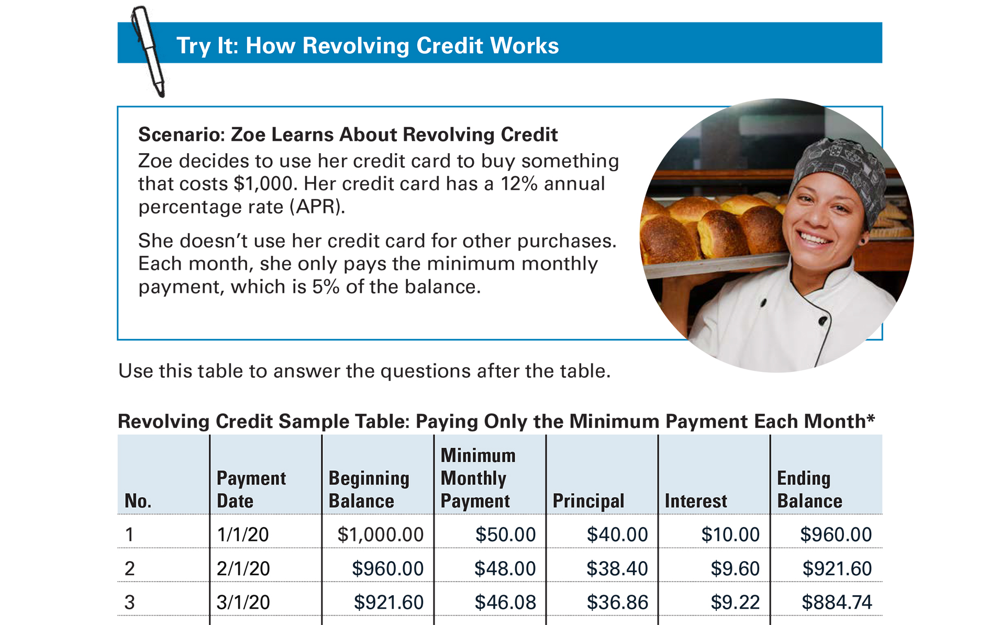 Try It: How Revolving Credit Works
Scenario: Zoe Learns About Revolving Credit
Zoe decides to use her credit card to buy something
that costs $1,000. Her credit card has a 12% annual
percentage rate (APR).
She doesn’t use her credit card for other purchases.
Each month, she only pays the minimum monthly
payment, which is 5% of the balance.
Use this table to answer the questions after the table.
Revolving Credit Sample Table: Paying Only the Minimum Payment Each Month*
No. Payment Date Beginning Balance Minimum Monthly Payment Principal Interest Ending Balance
1 1/1/20 $1,000.00 $50.00 $40.00 $10.00 $960.00
2 2/1/20 $960.00 $48.00 $38.40 $9.60 $921.60
3 3/1/20 $921.60 $46.08 $36.86 $9.22 $884.74